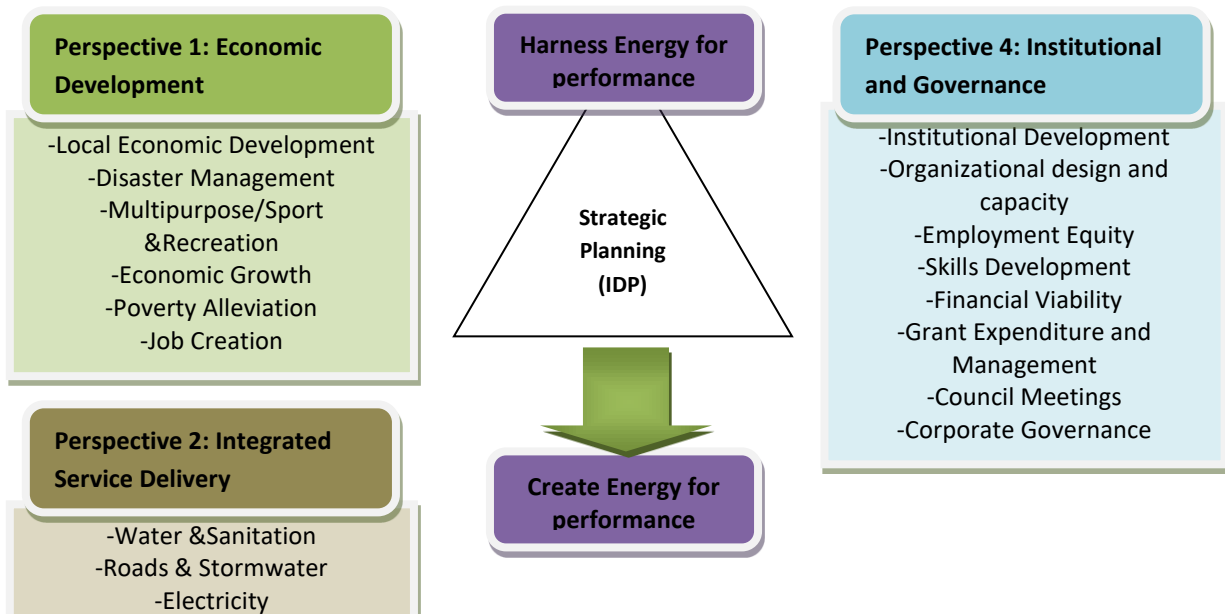 Perspective 1: Economic
Development
-Local Economic Development
-Disaster Management
-Multipurpose/Sport
&Recreation
-Economic Growth
-Poverty Alleviation
-Job Creation
Perspective 2: Integrated
Service Delivery
-Water &Sanitation
-Roads & Stormwater
-Electricity
Harness Energy for
performance
Strategic
Planning
(IDP)
Create Energy for
performance
Perspective 4: Institutional
and Governance
-Institutional Development
-Organizational design and
capacity
-Employment Equity
-Skills Development
-Financial Viability
-Grant Expenditure and
Management
-Council Meetings
-Corporate Governance